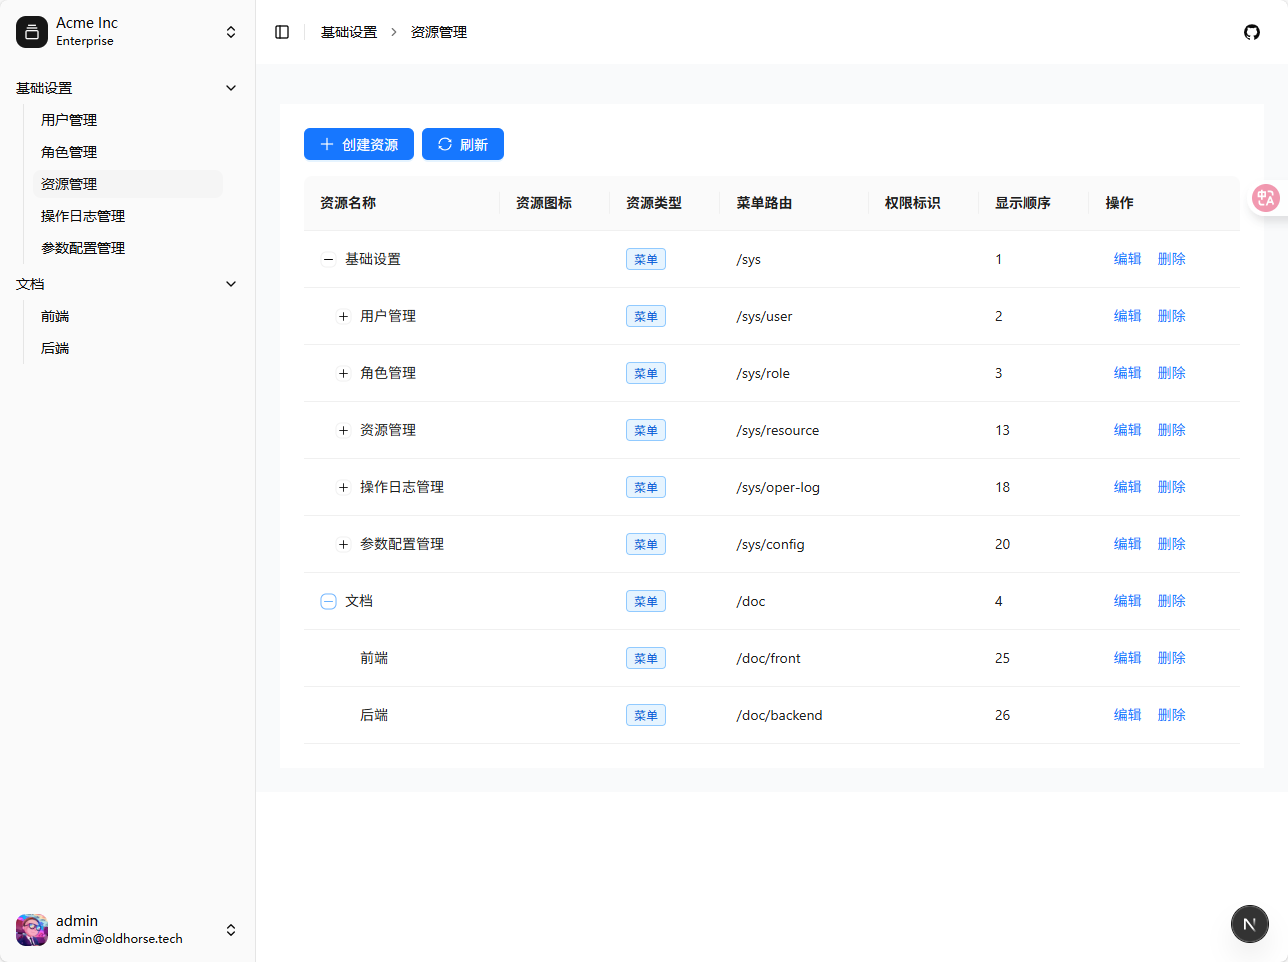 Acme Inc
Enterprise
基础设置
用户管理
角色管理
资源管理
操作日志管理
参数配置管理
文档
前端
后端
admin
admin@oldhorse.tech
基础设置 > 资源管理
创建资源 刷新
资源名称 资源图标 资源类型 菜单路由 权限标识 显示顺序 操作
基础设置 菜单 /sys 1 编辑 删除
用户管理 菜单 /sys/user 2 编辑 删除
角色管理 菜单 /sys/role 3 编辑 删除
资源管理 菜单 /sys/resource 13 编辑 删除
操作日志管理 菜单 /sys/oper-log 18 编辑 删除
参数配置管理 菜单 /sys/config 20 编辑 删除
文档 菜单 /doc 4 编辑 删除
前端 菜单 /doc/front 25 编辑 删除
后端 菜单 /doc/backend 26 编辑 删除
中A
N